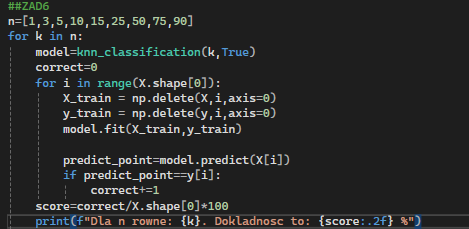 ##ZAD6
n=[1,3,5,10,15,25,50,75,90]
for k in n:
    model=knn_classification(k,True)
    correct=0
    for i in range(X.shape[0]):
        X_train = np.delete(X,i,axis=0)
        y_train = np.delete(y,i,axis=0)
        model.fit(X_train,y_train)

        predict_point=model.predict(X[i])
        if predict_point==y[i]:
            correct+=1
    score=correct/X.shape[0]*100
    print(f"Dla n rowne: {k}. Dokladnosc to: {score:.2f} %")